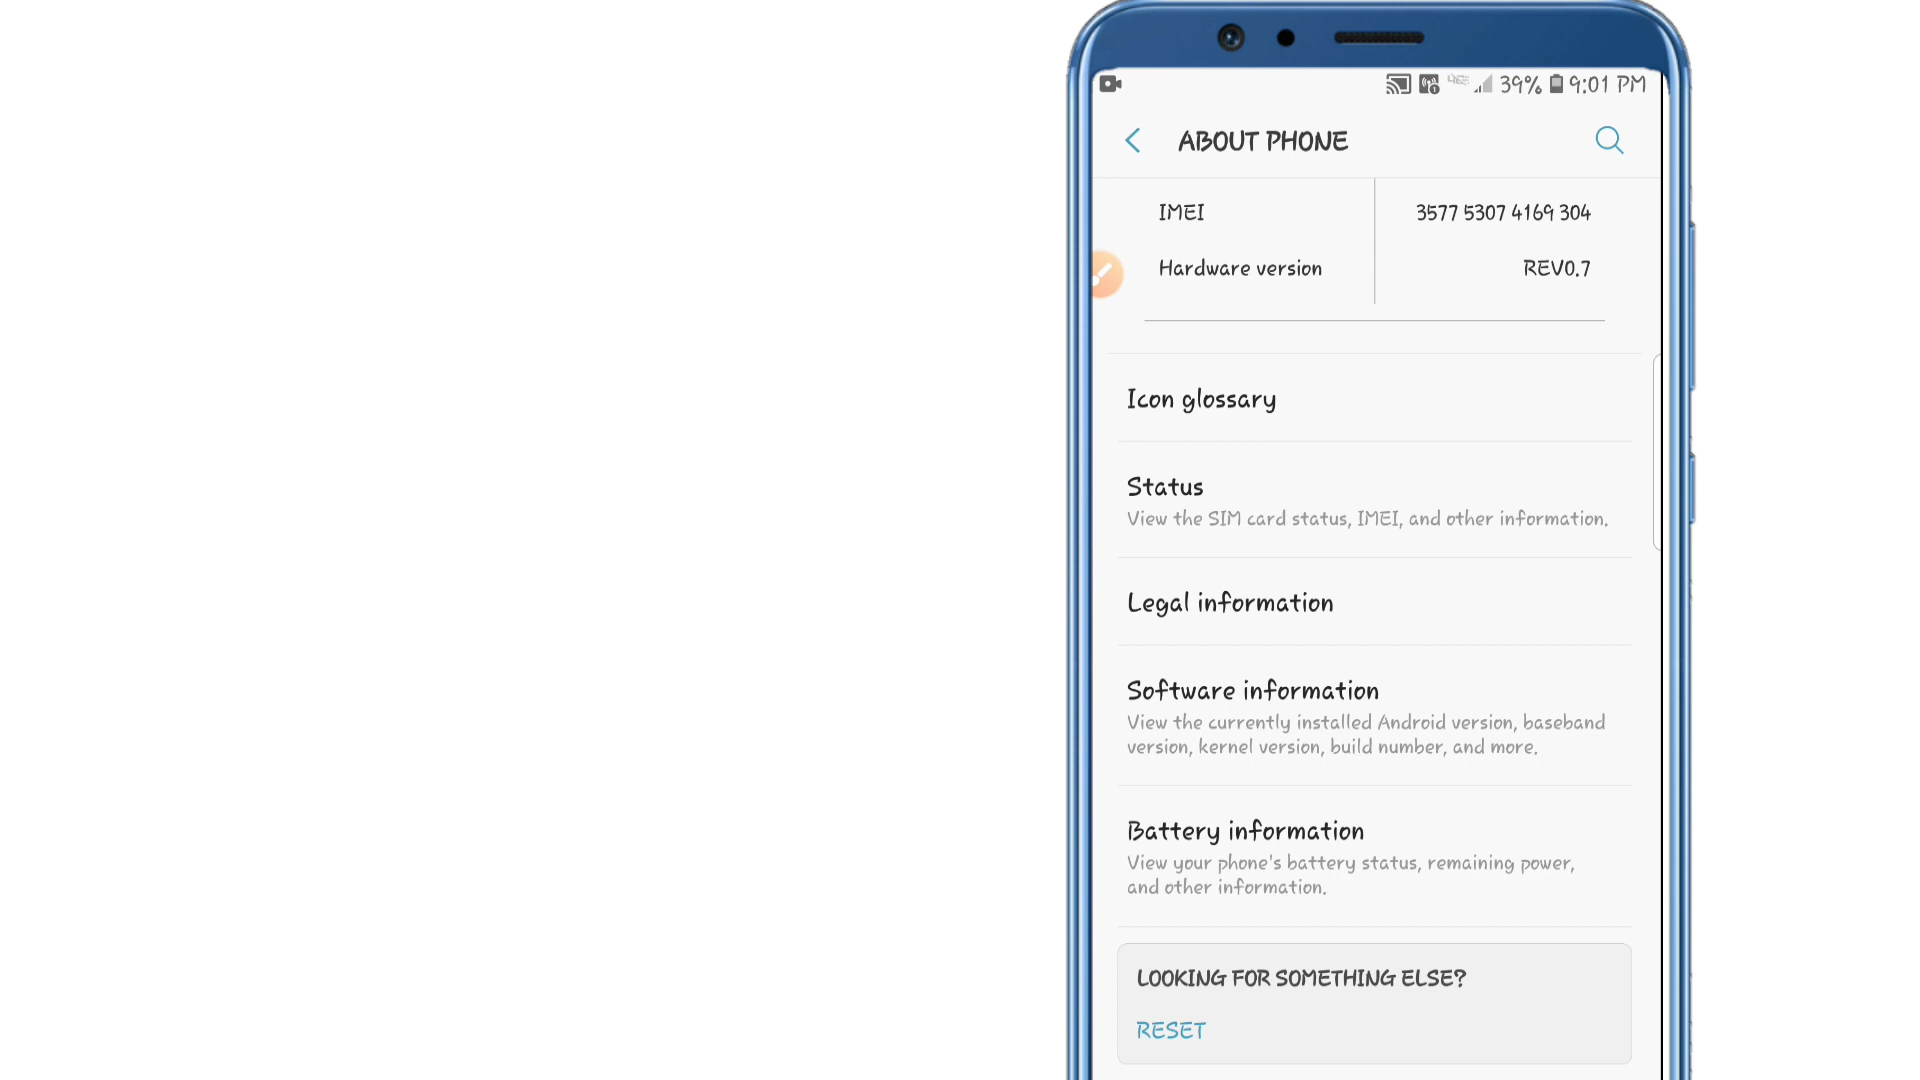 39% 9:01 PM
ABOUT PHONE
IMEI 3577 5307 4169 304
Hardware version REV0.7
Icon glossary
Status
View the SIM card status, IMEI, and other information.
Legal information
Software information
View the currently installed Android version, baseband
version, kernel version, build number, and more.
Battery information
View your phone's battery status, remaining power,
and other information.
LOOKING FOR SOMETHING ELSE?
RESET